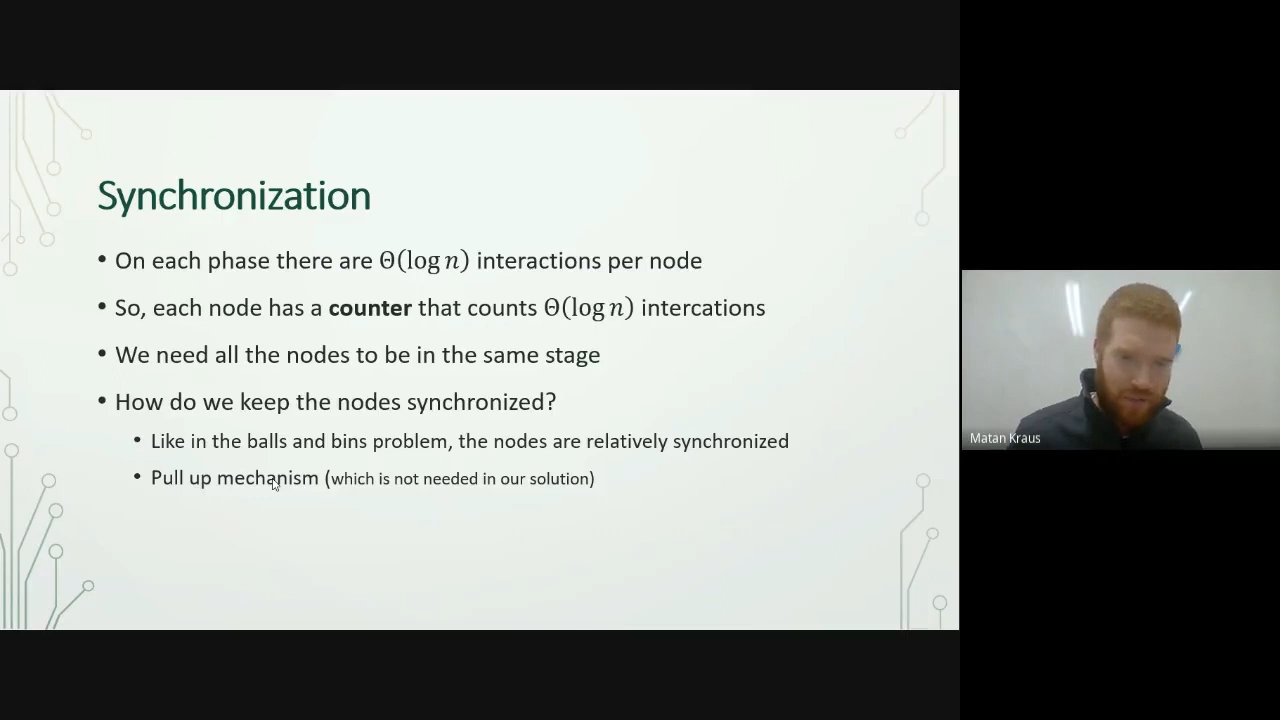 Synchronization
• On each phase there are Θ(log n) interactions per node
• So, each node has a counter that counts Θ(log n) intercations
• We need all the nodes to be in the same stage
• How do we keep the nodes synchronized?
• Like in the balls and bins problem, the nodes are relatively synchronized
• Pull up mechanism (which is not needed in our solution)
Matan Kraus